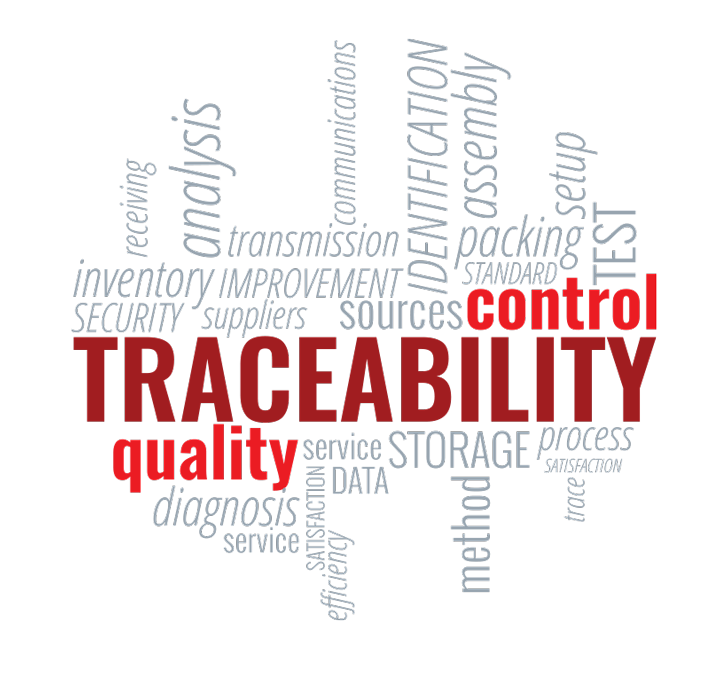 communications
IDENTIFICATION
assembly
analysis
receiving
setup
TEST
transmission
packing
inventory
IMPROVEMENT
STANDARD
SECURITY
suppliers
sources
control
TRACEABILITY
quality
service
STORAGE
process
SATISFACTION
DATA
diagnosis
service
SATISFACTION
efficiency
method
trace